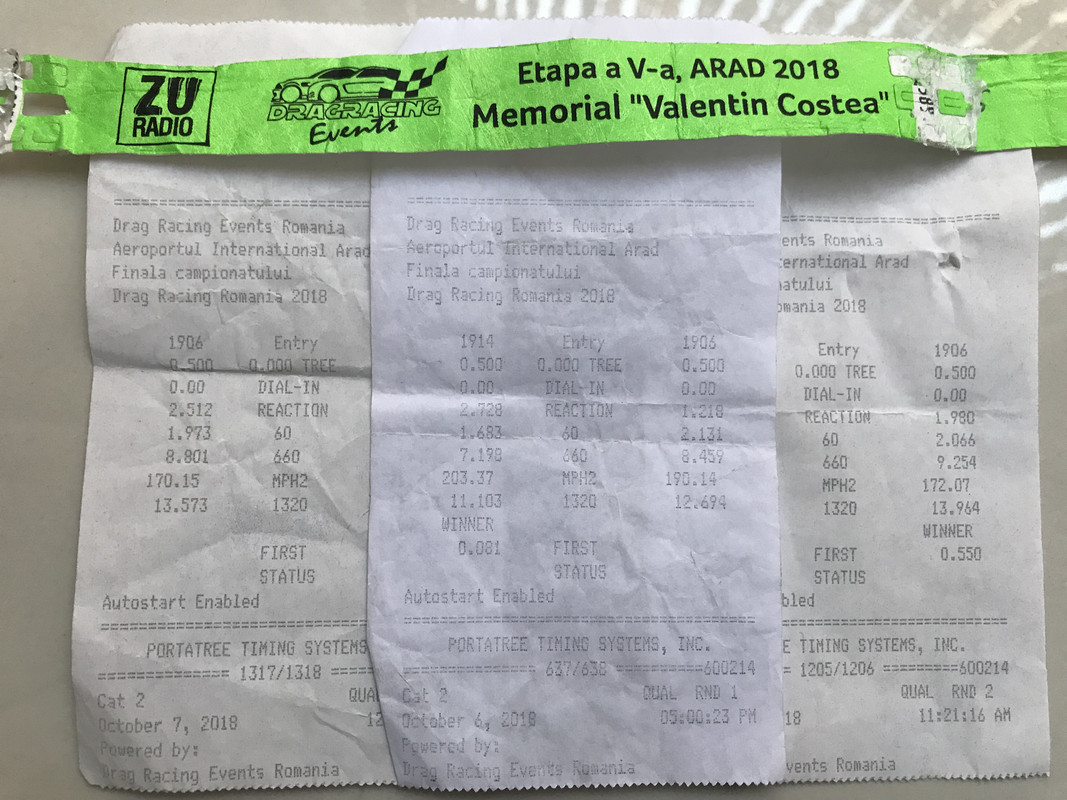 ZU
RADIO
DRAGRACING
Events
Etapa a V-a, ARAD 2018
Memorial "Valentin Costea"
===========================
Drag Racing Events Romania
Aeroportul International Arad
Finala campionatului
Drag Racing Romania 2018
1906 Entry
0.500 0.000 TREE
0.00 DIAL-IN
2.512 REACTION
1.973 60
8.801 660
170.15 MPH2
13.573 1320
FIRST
STATUS
Autostart Enabled
===========================
PORTATREE TIMING SYSTEMS
============= 1317/1318 =====
Cat 2 QUAL
October 7, 2018 12
Powered by:
Drag Racing Events Romania
===================================
Drag Racing Events Romania
Aeroportul International Arad
Finala campionatului
Drag Racing Romania 2018
1914 Entry 1906
0.500 0.000 TREE 0.500
0.00 DIAL-IN 0.00
2.728 REACTION 1.218
1.683 60 2.131
7.198 660 8.459
203.37 MPH2 190.14
11.103 1320 12.694
WINNER
0.081 FIRST
STATUS
Autostart Enabled
===================================
PORTATREE TIMING SYSTEMS, INC.
============= 637/638 =========600214
Cat 2 QUAL RND 1
October 6, 2018 05:00:23 PM
Powered by:
Drag Racing Events Romania
======================
ents Romania
ternational Arad
natului
omania 2018
Entry 1906
0.000 TREE 0.500
DIAL-IN 0.00
REACTION 1.980
60 2.066
660 9.254
MPH2 172.07
1320 13.964
WINNER
FIRST 0.550
STATUS
bled
======================
E TIMING SYSTEMS, INC.
= 1205/1206 =========600214
QUAL RND 2
18 11:21:16 AM
vents Romania